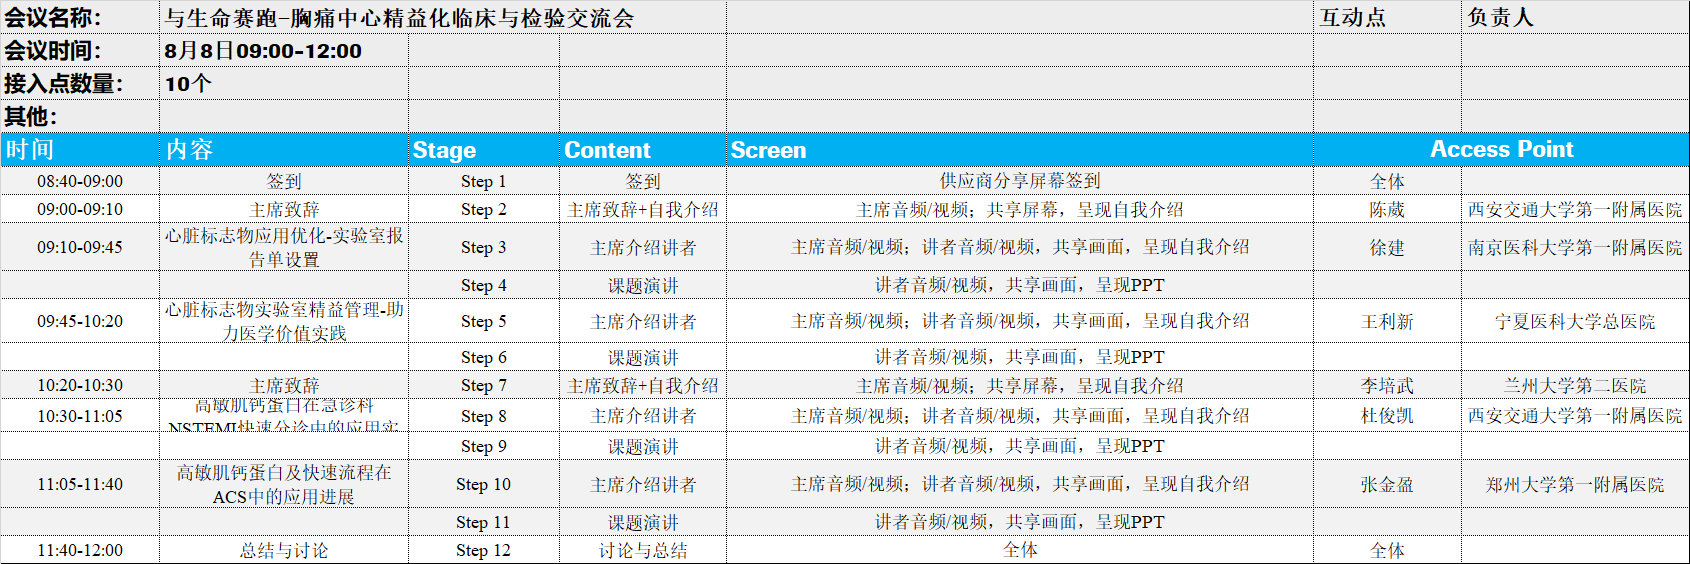 会议名称： 与生命赛跑-胸痛中心精益化临床与检验交流会 互动点 负责人
会议时间： 8月8日09:00-12:00
接入点数量： 10个
其他：
时间 内容 Stage Content Screen Access Point
08:40-09:00 签到 Step 1 签到 供应商分享屏幕签到 全体
09:00-09:10 主席致辞 Step 2 主席致辞+自我介绍 主席音频/视频；共享屏幕，呈现自我介绍 陈葳 西安交通大学第一附属医院
09:10-09:45 心脏标志物应用优化-实验室报
告单设置 Step 3 主席介绍讲者 主席音频/视频；讲者音频/视频，共享画面，呈现自我介绍 徐建 南京医科大学第一附属医院
Step 4 课题演讲 讲者音频/视频，共享画面，呈现PPT
09:45-10:20 心脏标志物实验室精益管理-助
力医学价值实践 Step 5 主席介绍讲者 主席音频/视频；讲者音频/视频，共享画面，呈现自我介绍 王利新 宁夏医科大学总医院
Step 6 课题演讲 讲者音频/视频，共享画面，呈现PPT
10:20-10:30 主席致辞 Step 7 主席致辞+自我介绍 主席音频/视频；共享屏幕，呈现自我介绍 李培武 兰州大学第二医院
10:30-11:05 高敏肌钙蛋白在急诊科
NSTEMI快速分诊中的应用实 Step 8 主席介绍讲者 主席音频/视频；讲者音频/视频，共享画面，呈现自我介绍 杜俊凯 西安交通大学第一附属医院
Step 9 课题演讲 讲者音频/视频，共享画面，呈现PPT
11:05-11:40 高敏肌钙蛋白及快速流程在
ACS中的应用进展 Step 10 主席介绍讲者 主席音频/视频；讲者音频/视频，共享画面，呈现自我介绍 张金盈 郑州大学第一附属医院
Step 11 课题演讲 讲者音频/视频，共享画面，呈现PPT
11:40-12:00 总结与讨论 Step 12 讨论与总结 全体 全体